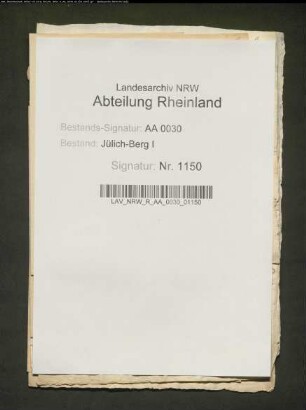 Landesarchiv NRW
Abteilung Rheinland
Bestands-Signatur: AA 0030
Bestand: Jülich-Berg I
Signatur: Nr. 1150
LAV_NRW_R_AA_0030_01150